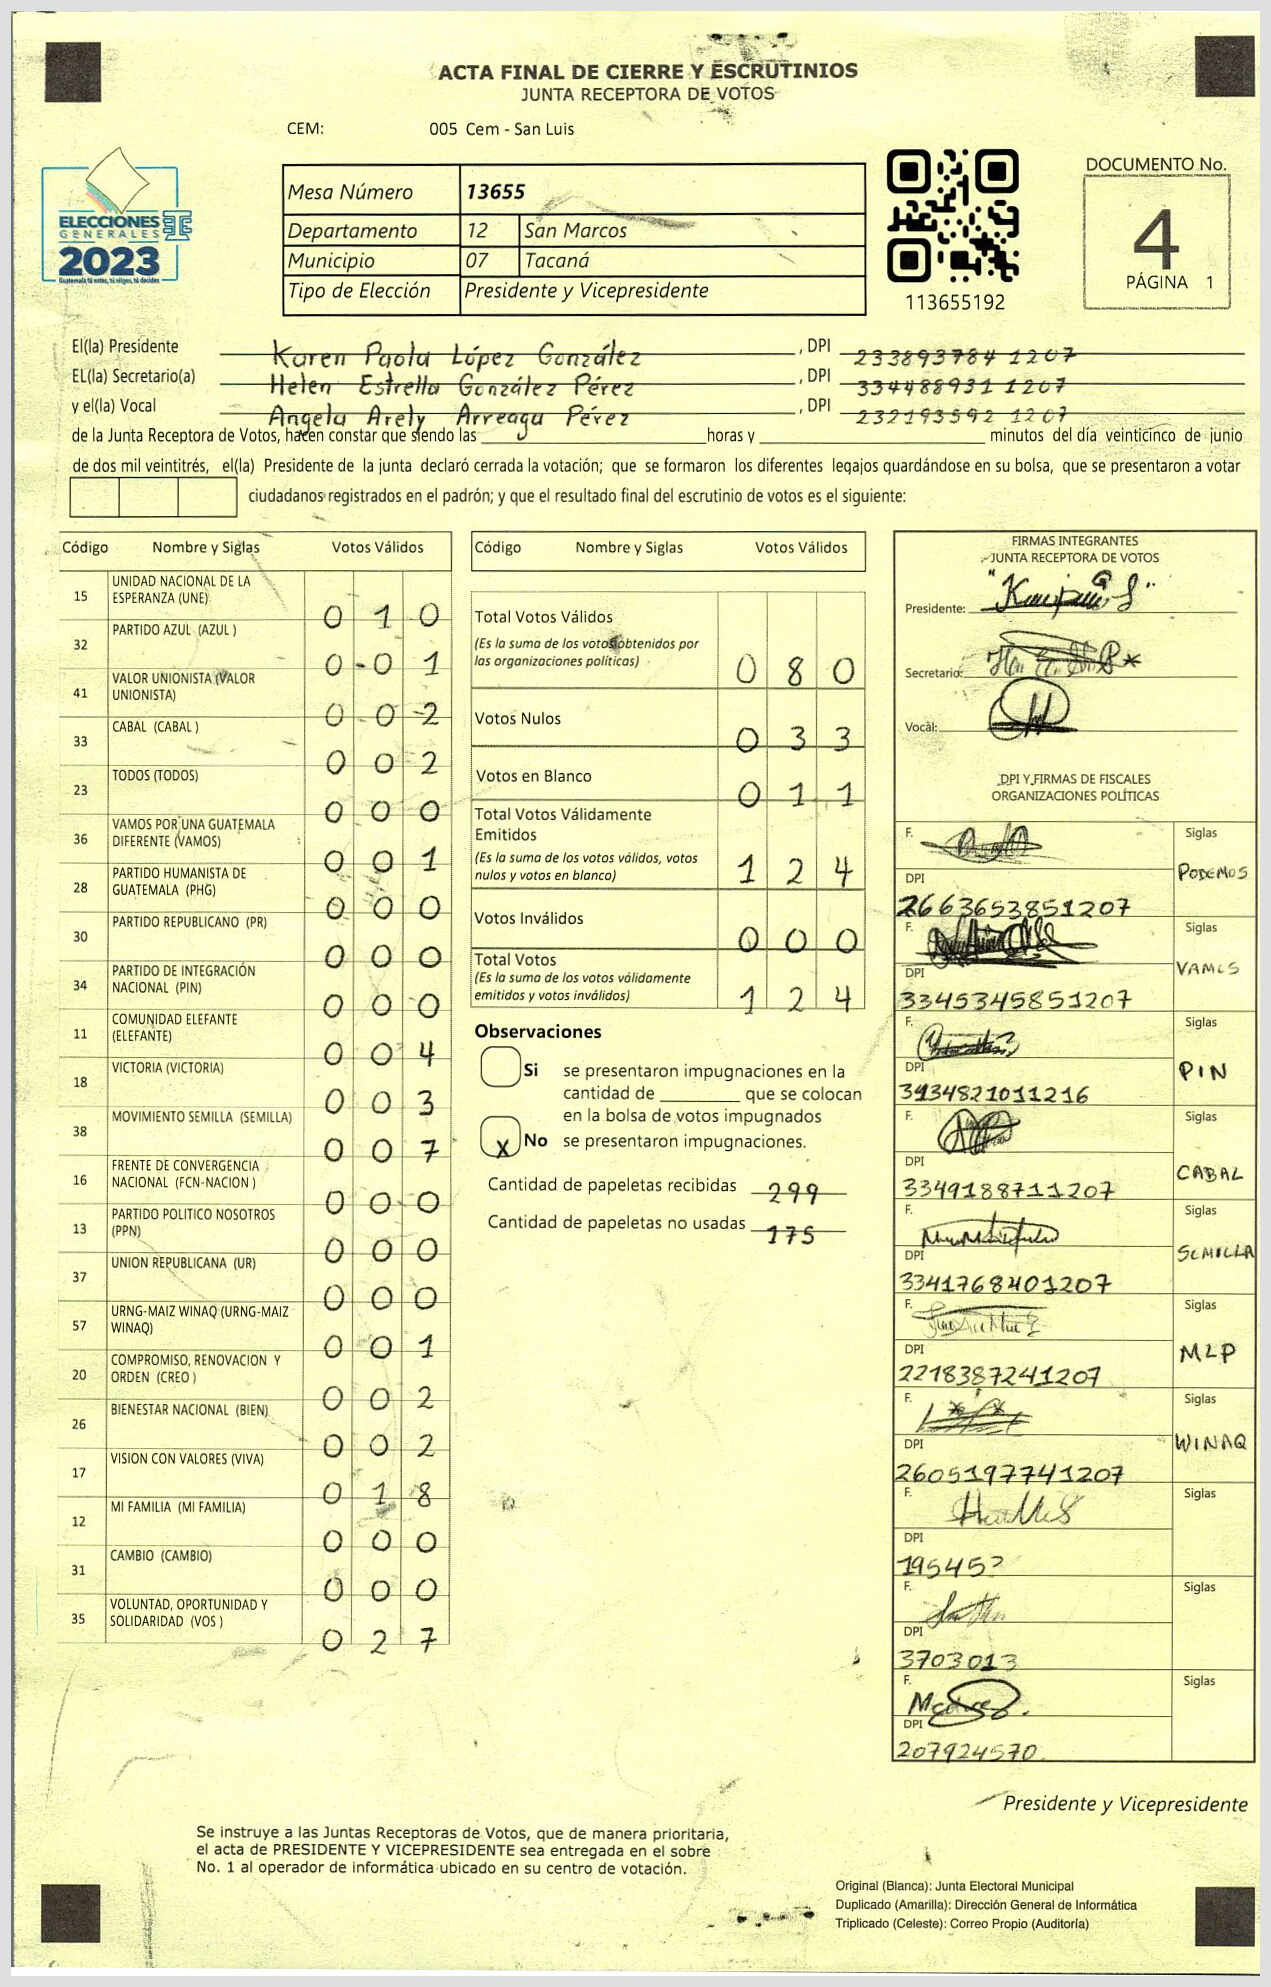 ACTA FINAL DE CIERRE Y ESCRUTINIOS
JUNTA RECEPTORA DE VOTOS
CEM: 005 Cem - San Luis
ELECCIONES
GENERALES
2023
Guatemala tú votas, tú eliges, tú decides
Mesa Número 13655
Departamento 12 San Marcos
Municipio 07 Tacaná
Tipo de Elección Presidente y Vicepresidente
113655192
DOCUMENTO No.
4
PÁGINA 1
El(la) Presidente Karen Paola López González , DPI 233893784 1207
EL(la) Secretario(a) Helen Estrella González Pérez , DPI 334488931 1207
y el(la) Vocal Angela Arely Arreaga Pérez , DPI 232193592 1207
de la Junta Receptora de Votos, hacen constar que siendo las horas y minutos del día veinticinco de junio
de dos mil veintitrés, el(la) Presidente de la junta declaró cerrada la votación; que se formaron los diferentes legajos guardándose en su bolsa, que se presentaron a votar
ciudadanos registrados en el padrón; y que el resultado final del escrutinio de votos es el siguiente:
Código Nombre y Siglas Votos Válidos
15 UNIDAD NACIONAL DE LA ESPERANZA (UNE) 0 1 0
32 PARTIDO AZUL (AZUL ) 0 - 0 1
41 VALOR UNIONISTA (VALOR UNIONISTA) 0 - 0 - 2
33 CABAL (CABAL ) 0 0 2
23 TODOS (TODOS) 0 0 0
36 VAMOS POR UNA GUATEMALA DIFERENTE (VAMOS) 0 0 1
28 PARTIDO HUMANISTA DE GUATEMALA (PHG) 0 0 0
30 PARTIDO REPUBLICANO (PR) 0 0 0
34 PARTIDO DE INTEGRACIÓN NACIONAL (PIN) 0 0 0
11 COMUNIDAD ELEFANTE (ELEFANTE) 0 0 4
18 VICTORIA (VICTORIA) 0 0 3
38 MOVIMIENTO SEMILLA (SEMILLA) 0 0 7
16 FRENTE DE CONVERGENCIA NACIONAL (FCN-NACION ) 0 0 0
13 PARTIDO POLITICO NOSOTROS (PPN) 0 0 0
37 UNION REPUBLICANA (UR) 0 0 0
57 URNG-MAIZ WINAQ (URNG-MAIZ WINAQ) 0 0 1
20 COMPROMISO, RENOVACION Y ORDEN (CREO ) 0 0 2
26 BIENESTAR NACIONAL (BIEN) 0 0 2
17 VISION CON VALORES (VIVA) 0 1 8
12 MI FAMILIA (MI FAMILIA) 0 0 0
31 CAMBIO (CAMBIO) 0 0 0
35 VOLUNTAD, OPORTUNIDAD Y SOLIDARIDAD (VOS ) 0 2 7
Código Nombre y Siglas Votos Válidos
Total Votos Válidos
(Es la suma de los votos obtenidos por
las organizaciones políticas) 0 8 0
Votos Nulos 0 3 3
Votos en Blanco 0 1 1
Total Votos Válidamente
Emitidos
(Es la suma de los votos válidos, votos
nulos y votos en blanco) 1 2 4
Votos Inválidos 0 0 0
Total Votos
(Es la suma de los votos válidamente
emitidos y votos inválidos) 1 2 4
Observaciones
Si se presentaron impugnaciones en la
cantidad de que se colocan
en la bolsa de votos impugnados
X No se presentaron impugnaciones.
Cantidad de papeletas recibidas 299
Cantidad de papeletas no usadas 175
FIRMAS INTEGRANTES
JUNTA RECEPTORA DE VOTOS
Presidente:
Secretario:
Vocal:
DPI Y FIRMAS DE FISCALES
ORGANIZACIONES POLÍTICAS
F. Siglas
DPI PODEMOS
2663653851207
F. Siglas
DPI VAMOS
3345345851207
F. Siglas
DPI PIN
3434821011216
F. Siglas
DPI CABAL
3349188711207
F. Siglas
DPI SEMILLA
3341768401207
F. Siglas
DPI MLP
2218387241207
F. Siglas
DPI WINAQ
2605197741207
F. Siglas
DPI
F. Siglas
DPI
3703013
F. Siglas
DPI
207924570
Presidente y Vicepresidente
Se instruye a las Juntas Receptoras de Votos, que de manera prioritaria,
el acta de PRESIDENTE Y VICEPRESIDENTE sea entregada en el sobre
No. 1 al operador de informática ubicado en su centro de votación.
Original (Blanca): Junta Electoral Municipal
Duplicado (Amarilla): Dirección General de Informática
Triplicado (Celeste): Correo Propio (Auditoría)